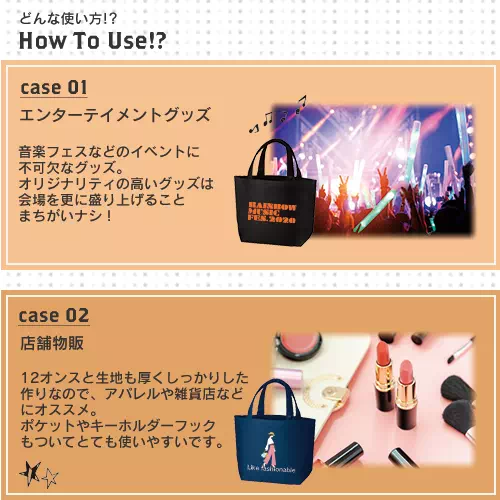 どんな使い方!?
How To Use!?
case 01
エンターテイメントグッズ
音楽フェスなどのイベントに
不可欠なグッズ。
オリジナリティの高いグッズは
会場を更に盛り上げること
まちがいナシ！
RAINBOW
MUSIC
FES.2020
case 02
店舗物販
12オンスと生地も厚くしっかりした
作りなので、アパレルや雑貨店など
にオススメ。
ポケットやキーホルダーフック
もついてとても使いやすいです。
Like fashionable